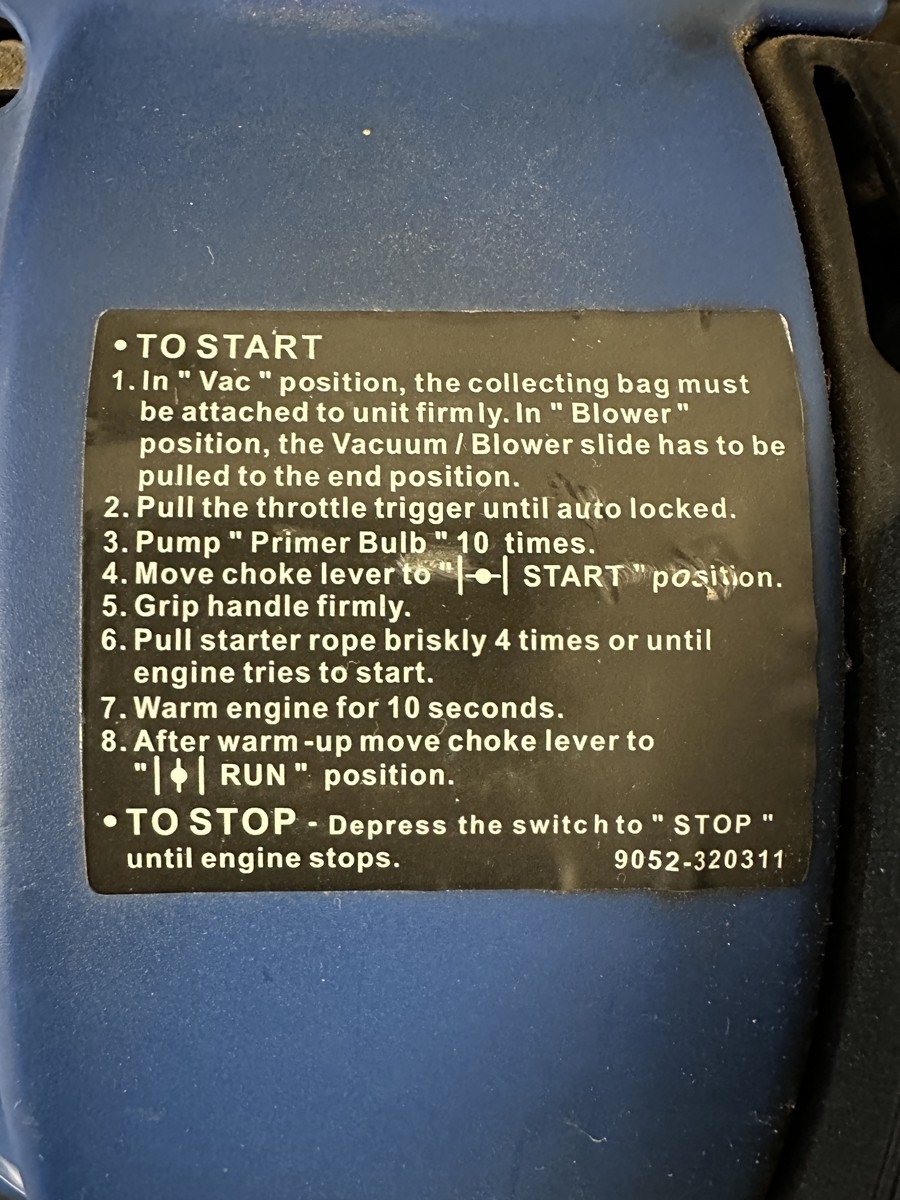 • TO START
1. In " Vac " position, the collecting bag must
be attached to unit firmly. In " Blower "
position, the Vacuum / Blower slide has to be
pulled to the end position.
2. Pull the throttle trigger until auto locked.
3. Pump " Primer Bulb " 10 times.
4. Move choke lever to " START " position.
5. Grip handle firmly.
6. Pull starter rope briskly 4 times or until
engine tries to start.
7. Warm engine for 10 seconds.
8. After warm-up move choke lever to
" RUN " position.
• TO STOP - Depress the switch to " STOP "
until engine stops. 9052-320311